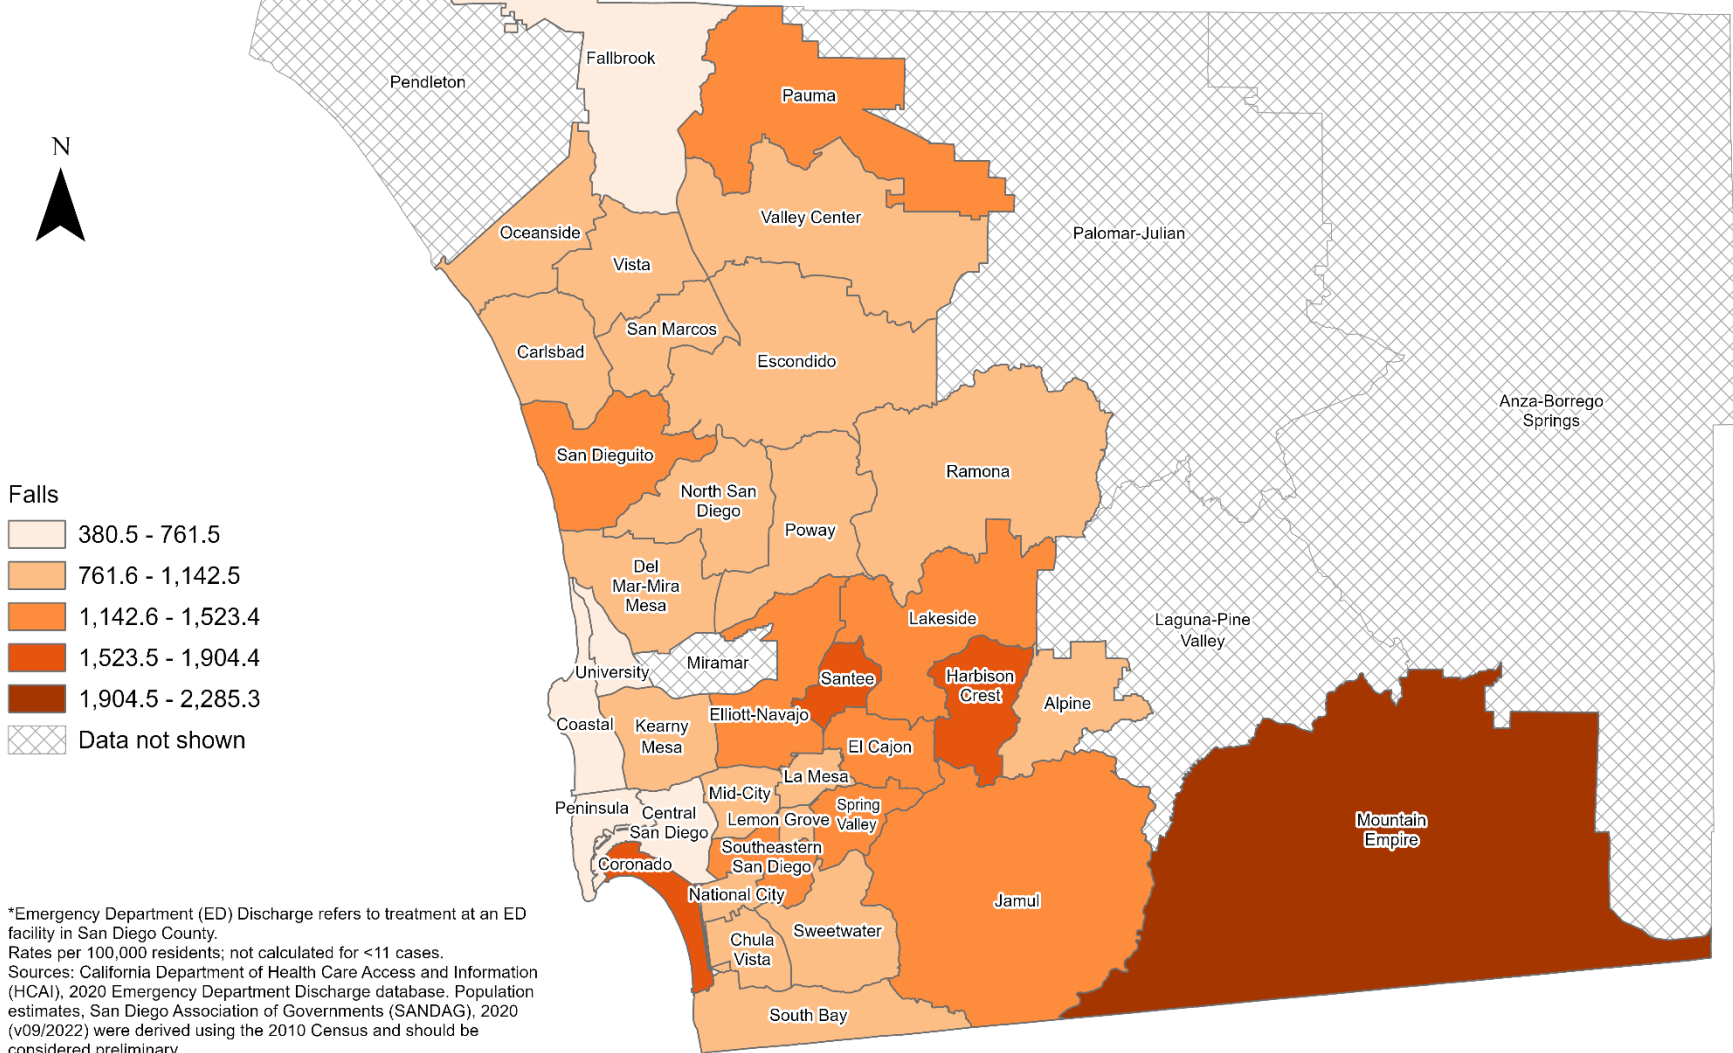 Fallbrook
Pendleton
Pauma
N
Valley Center
Oceanside
Palomar-Julian
Vista
San Marcos
Carlsbad
Escondido
Anza-Borrego
Springs
San Dieguito
Ramona
North San
Diego
Poway
Falls
380.5 - 761.5
761.6 - 1,142.5
1,142.6 - 1,523.4
1,523.5 - 1,904.4
1,904.5 - 2,285.3
Data not shown
Del
Mar-Mira
Mesa
Lakeside
Laguna-Pine
Valley
Miramar
University
Santee
Harbison
Crest
Alpine
Elliott-Navajo
Coastal
Kearny
Mesa
El Cajon
La Mesa
Mid-City
Peninsula
Central
San Diego
Spring
Valley
Lemon Grove
Mountain
Empire
Southeastern
San Diego
Coronado
National City
Jamul
Sweetwater
Chula
Vista
South Bay
*Emergency Department (ED) Discharge refers to treatment at an ED
facility in San Diego County.
Rates per 100,000 residents; not calculated for <11 cases.
Sources: California Department of Health Care Access and Information
(HCAI), 2020 Emergency Department Discharge database. Population
estimates, San Diego Association of Governments (SANDAG), 2020
(v09/2022) were derived using the 2010 Census and should be
considered preliminary.